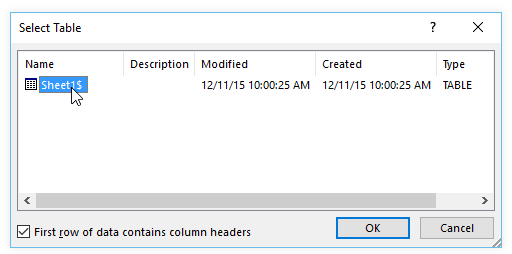 Select Table
? ×
Name Description Modified Created Type
Sheet1$ 12/11/15 10:00:25 AM 12/11/15 10:00:25 AM TABLE
First row of data contains column headers OK Cancel